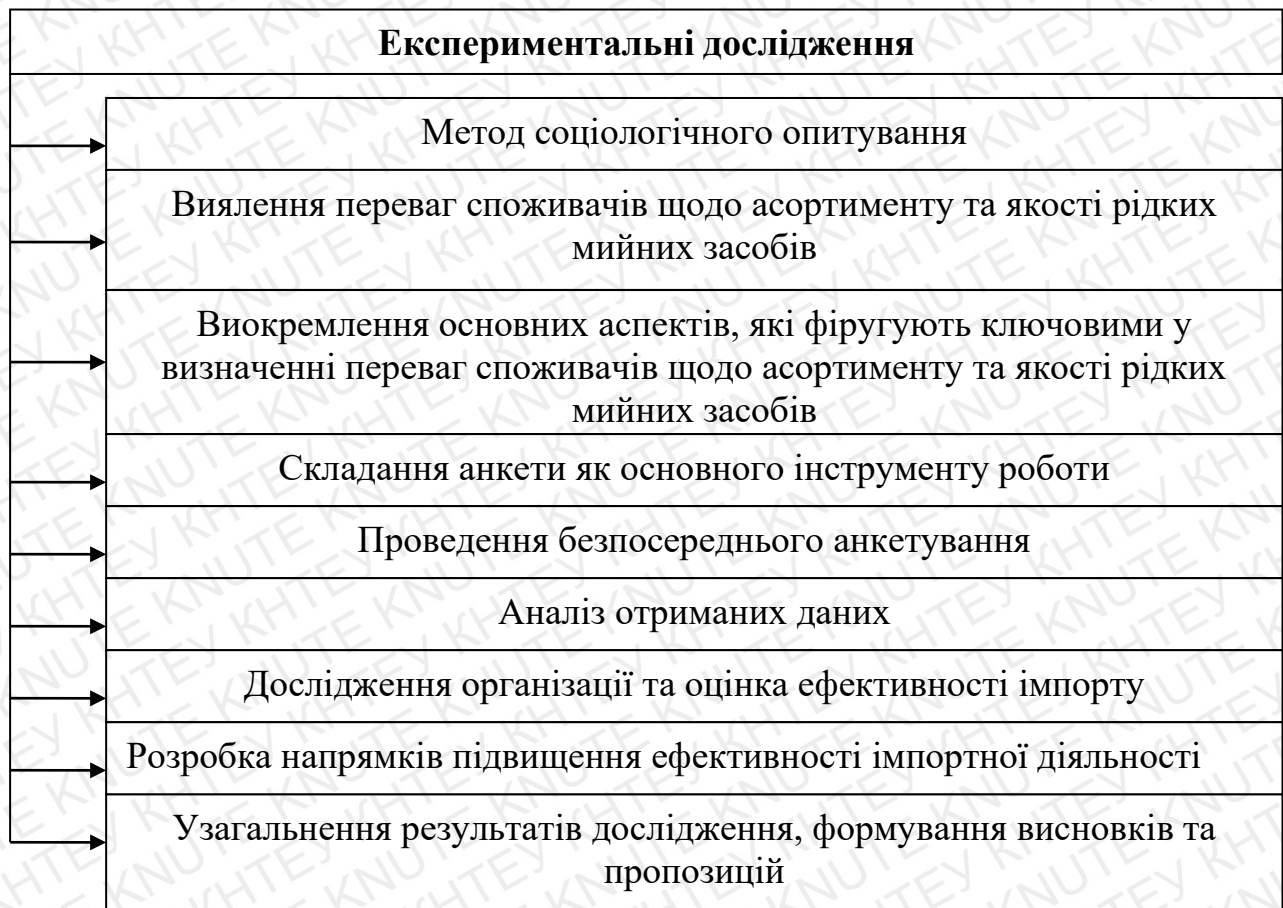 Експериментальні дослідження
Метод соціологічного опитування
Виялення переваг споживачів щодо асортименту та якості рідких
мийних засобів
Виокремлення основних аспектів, які фіругують ключовими у
визначенні переваг споживачів щодо асортименту та якості рідких
мийних засобів
Складання анкети як основного інструменту роботи
Проведення безпосереднього анкетування
Аналіз отриманих даних
Дослідження організації та оцінка ефективності імпорту
Розробка напрямків підвищення ефективності імпортної діяльності
Узагальнення результатів дослідження, формування висновків та
пропозицій